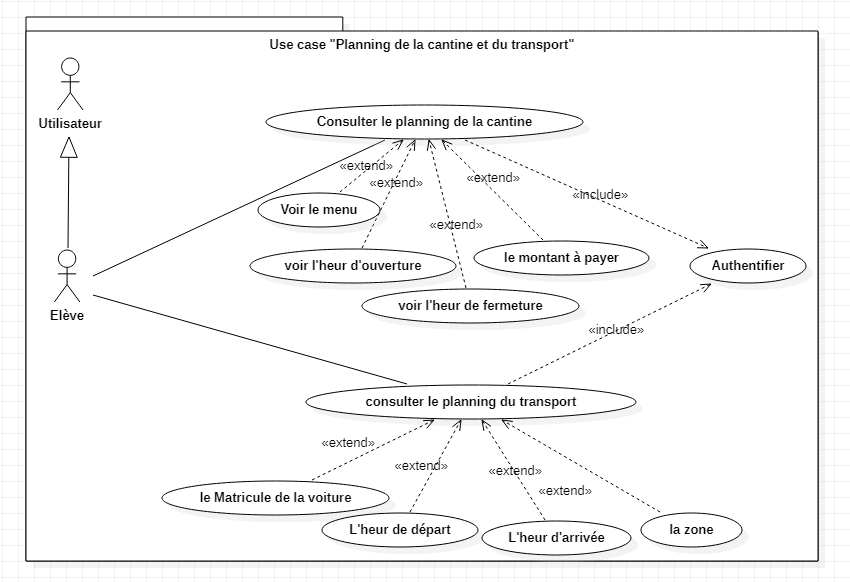 Use case "Planning de la cantine et du transport"
Utilisateur
Consulter le planning de la cantine
«extend»
«extend»
«extend»
«include»
Voir le menu
«extend»
voir l'heur d'ouverture
le montant à payer
Authentifier
voir l'heur de fermeture
Elève
«include»
consulter le planning du transport
«extend»
«extend»
«extend»
«extend»
le Matricule de la voiture
L'heur de départ
L'heur d'arrivée
la zone